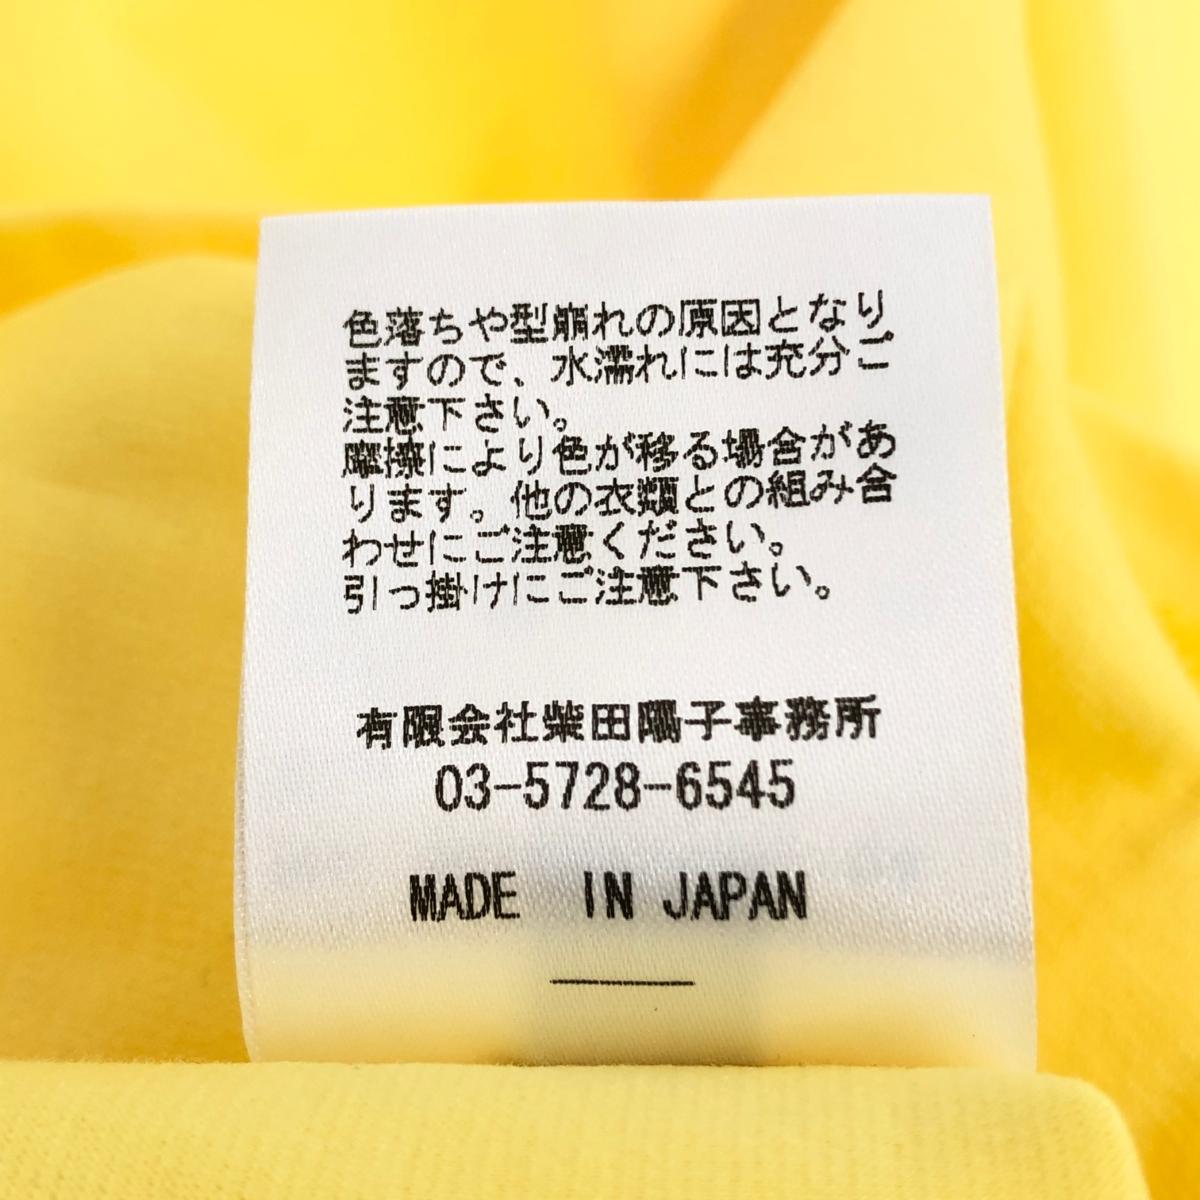 色落ちや型崩れの原因となり
ますので、水濡れには充分ご
注意下さい。
摩擦により色が移る場合があ
ります。他の衣類との組み合
わせにご注意ください。
引っ掛けにご注意下さい。
有限会社柴田陽子事務所
03-5728-6545
MADE IN JAPAN